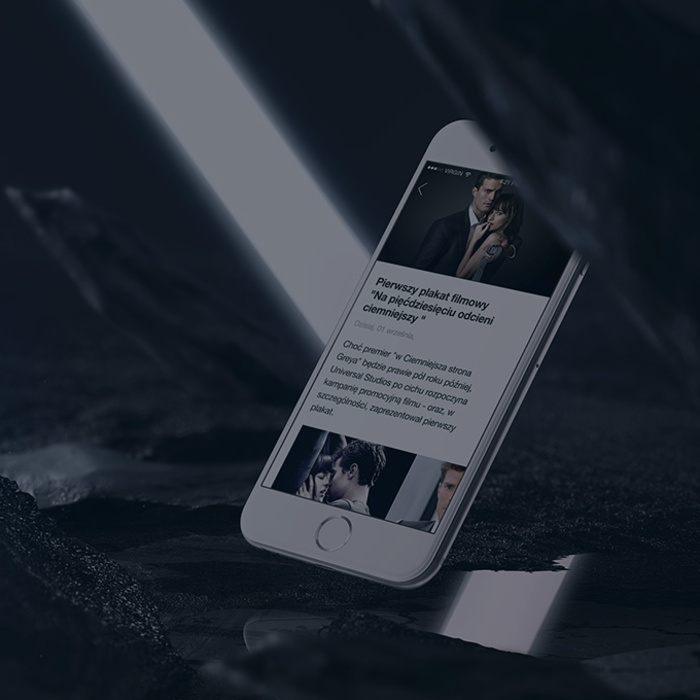 VIRGIN
Pierwszy plakat filmowy
"Na pięćdziesięciu odcieni
ciemniejszy "
Dzisiaj, 01 września,
Choć premier "w Ciemniejsza strona
Greya" będzie prawie pół roku później,
Universal Studios po cichu rozpoczyna
kampanię promocyjną filmu - oraz, w
szczególności, zaprezentował pierwszy
plakat.